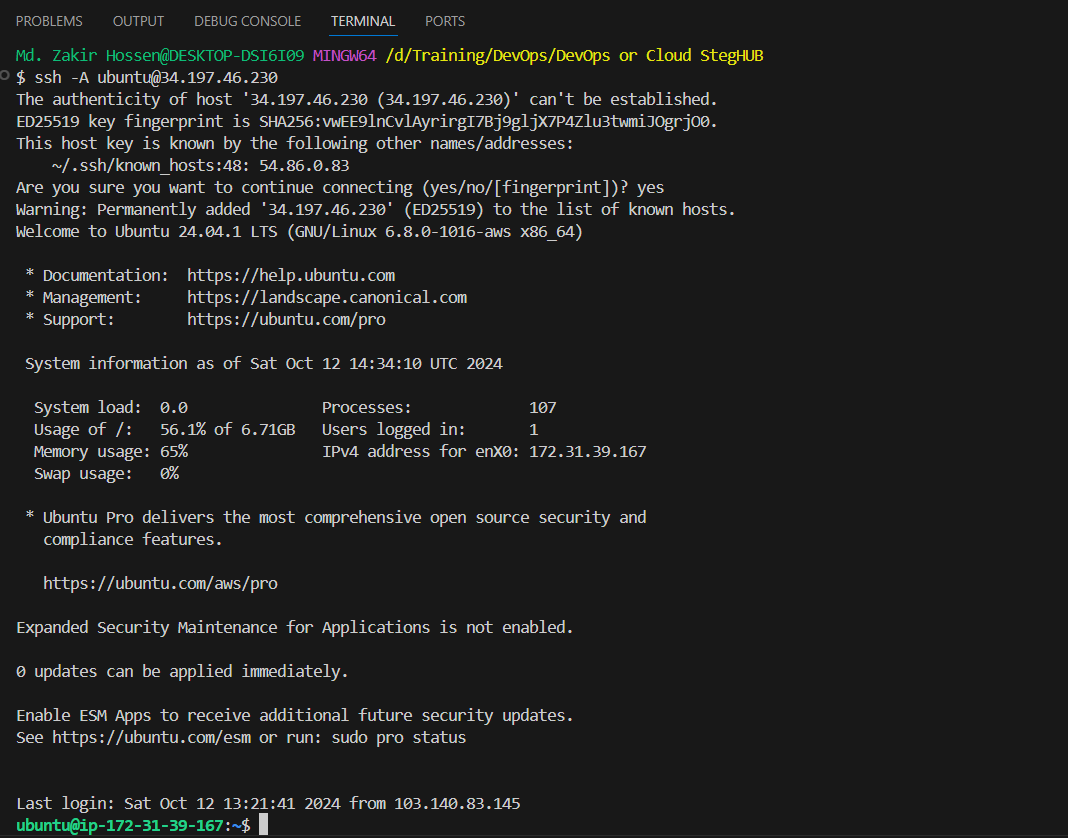 PROBLEMS OUTPUT DEBUG CONSOLE TERMINAL PORTS
Md. Zakir Hossen@DESKTOP-DSI6I09 MINGW64 /d/Training/DevOps/DevOps or Cloud StegHUB
$ ssh -A ubuntu@34.197.46.230
The authenticity of host '34.197.46.230 (34.197.46.230)' can't be established.
ED25519 key fingerprint is SHA256:vwEE9lnCvlAyrirgI7Bj9gljX7P4Zlu3twmiJOgrjO0.
This host key is known by the following other names/addresses:
    ~/.ssh/known_hosts:48: 54.86.0.83
Are you sure you want to continue connecting (yes/no/[fingerprint])? yes
Warning: Permanently added '34.197.46.230' (ED25519) to the list of known hosts.
Welcome to Ubuntu 24.04.1 LTS (GNU/Linux 6.8.0-1016-aws x86_64)
 * Documentation:  https://help.ubuntu.com
 * Management:     https://landscape.canonical.com
 * Support:        https://ubuntu.com/pro
 System information as of Sat Oct 12 14:34:10 UTC 2024
  System load:  0.0               Processes:             107
  Usage of /:   56.1% of 6.71GB   Users logged in:       1
  Memory usage: 65%               IPv4 address for enX0: 172.31.39.167
  Swap usage:   0%
 * Ubuntu Pro delivers the most comprehensive open source security and
   compliance features.
   https://ubuntu.com/aws/pro
Expanded Security Maintenance for Applications is not enabled.
0 updates can be applied immediately.
Enable ESM Apps to receive additional future security updates.
See https://ubuntu.com/esm or run: sudo pro status
Last login: Sat Oct 12 13:21:41 2024 from 103.140.83.145
ubuntu@ip-172-31-39-167:~$